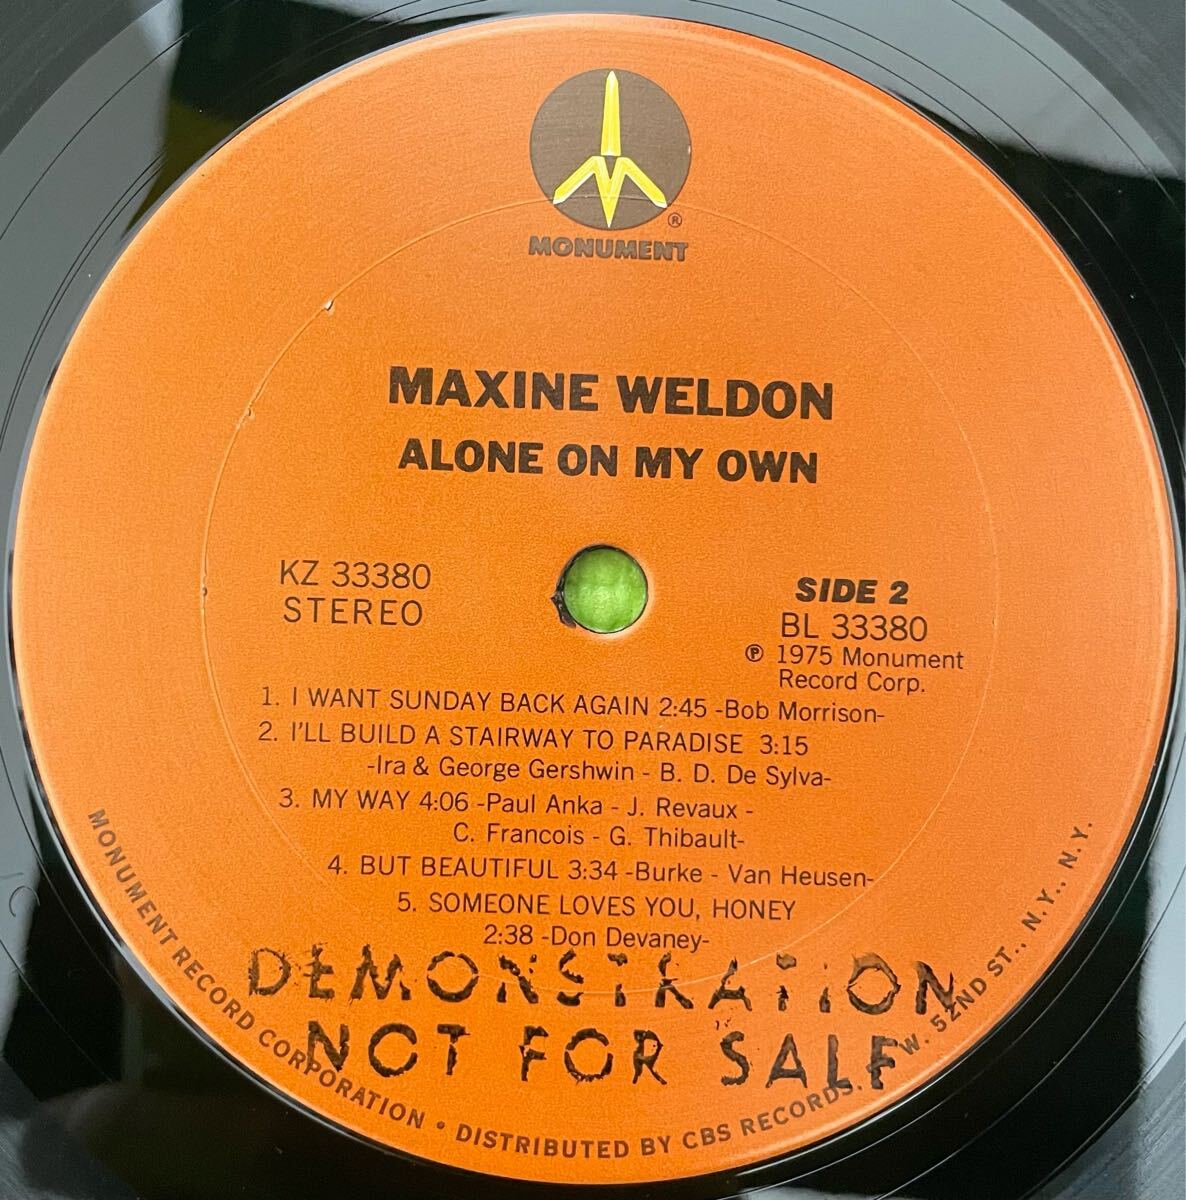 ®
MONUMENT
MAXINE WELDON
ALONE ON MY OWN
KZ 33380
STEREO
SIDE 2
BL 33380
℗ 1975 Monument
Record Corp.
1. I WANT SUNDAY BACK AGAIN 2:45 -Bob Morrison-
2. I'LL BUILD A STAIRWAY TO PARADISE 3:15
-Ira & George Gershwin - B. D. De Sylva-
3. MY WAY 4:06 -Paul Anka - J. Revaux -
C. Francois - G. Thibault-
4. BUT BEAUTIFUL 3:34 -Burke - Van Heusen-
5. SOMEONE LOVES YOU, HONEY
2:38 -Don Devaney-
DEMONSTRATION
NOT FOR SALE
MONUMENT RECORD CORPORATION • DISTRIBUTED BY CBS RECORDS. W. 52ND ST., N.Y., N.Y.